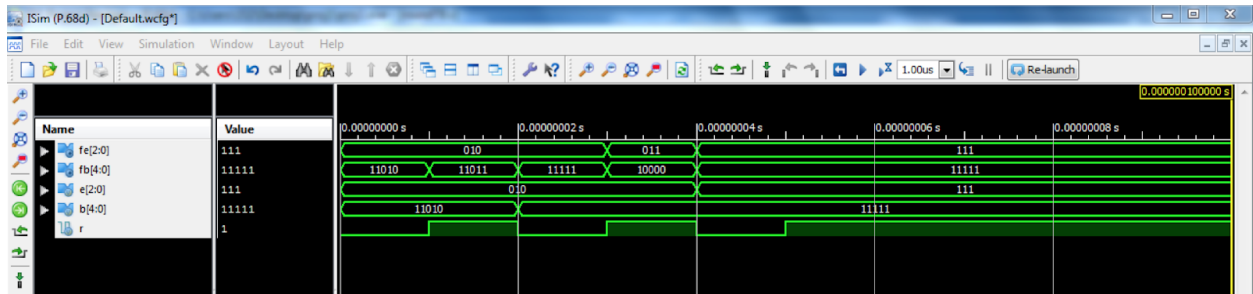 ISim (P.68d) - [Default.wcfg*]
File Edit View Simulation Window Layout Help
1.00us Re-launch
0.000000100000 s
Name Value 0.00000000 s 0.00000002 s 0.00000004 s 0.00000006 s 0.00000008 s
fe[2:0] 111 010 011 111
fb[4:0] 11111 11010 11011 11111 10000 11111
e[2:0] 111 010 111
b[4:0] 11111 11010 11111
r 1